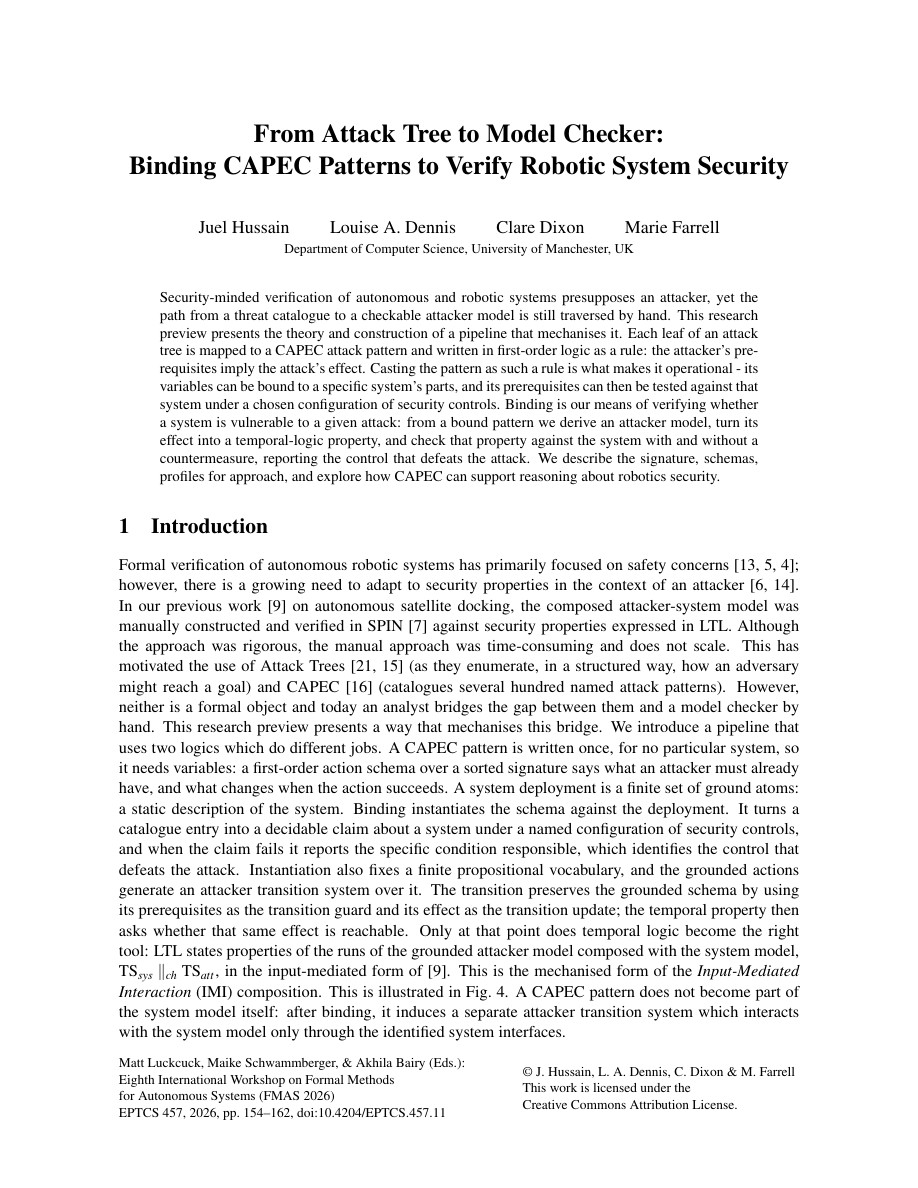 From Attack Tree to Model Checker:
Binding CAPEC Patterns to Verify Robotic System Security
Juel Hussain Louise A. Dennis Clare Dixon Marie Farrell
Department of Computer Science, University of Manchester, UK
Security-minded verification of autonomous and robotic systems presupposes an attacker, yet the
path from a threat catalogue to a checkable attacker model is still traversed by hand. This research
preview presents the theory and construction of a pipeline that mechanises it. Each leaf of an attack
tree is mapped to a CAPEC attack pattern and written in first-order logic as a rule: the attacker's pre-
requisites imply the attack's effect. Casting the pattern as such a rule is what makes it operational - its
variables can be bound to a specific system's parts, and its prerequisites can then be tested against that
system under a chosen configuration of security controls. Binding is our means of verifying whether
a system is vulnerable to a given attack: from a bound pattern we derive an attacker model, turn its
effect into a temporal-logic property, and check that property against the system with and without a
countermeasure, reporting the control that defeats the attack. We describe the signature, schemas,
profiles for approach, and explore how CAPEC can support reasoning about robotics security.
1 Introduction
Formal verification of autonomous robotic systems has primarily focused on safety concerns [13, 5, 4];
however, there is a growing need to adapt to security properties in the context of an attacker [6, 14].
In our previous work [9] on autonomous satellite docking, the composed attacker-system model was
manually constructed and verified in SPIN [7] against security properties expressed in LTL. Although
the approach was rigorous, the manual approach was time-consuming and does not scale. This has
motivated the use of Attack Trees [21, 15] (as they enumerate, in a structured way, how an adversary
might reach a goal) and CAPEC [16] (catalogues several hundred named attack patterns). However,
neither is a formal object and today an analyst bridges the gap between them and a model checker by
hand. This research preview presents a way that mechanises this bridge. We introduce a pipeline that
uses two logics which do different jobs. A CAPEC pattern is written once, for no particular system, so
it needs variables: a first-order action schema over a sorted signature says what an attacker must already
have, and what changes when the action succeeds. A system deployment is a finite set of ground atoms:
a static description of the system. Binding instantiates the schema against the deployment. It turns a
catalogue entry into a decidable claim about a system under a named configuration of security controls,
and when the claim fails it reports the specific condition responsible, which identifies the control that
defeats the attack. Instantiation also fixes a finite propositional vocabulary, and the grounded actions
generate an attacker transition system over it. The transition preserves the grounded schema by using
its prerequisites as the transition guard and its effect as the transition update; the temporal property then
asks whether that same effect is reachable. Only at that point does temporal logic become the right
tool: LTL states properties of the runs of the grounded attacker model composed with the system model,
TSsys ∥ch TSatt, in the input-mediated form of [9]. This is the mechanised form of the Input-Mediated
Interaction (IMI) composition. This is illustrated in Fig. 4. A CAPEC pattern does not become part of
the system model itself: after binding, it induces a separate attacker transition system which interacts
with the system model only through the identified system interfaces.
Matt Luckcuck, Maike Schwammberger, & Akhila Bairy (Eds.):
Eighth International Workshop on Formal Methods
for Autonomous Systems (FMAS 2026)
EPTCS 457, 2026, pp. 154–162, doi:10.4204/EPTCS.457.11
© J. Hussain, L. A. Dennis, C. Dixon & M. Farrell
This work is licensed under the
Creative Commons Attribution License.